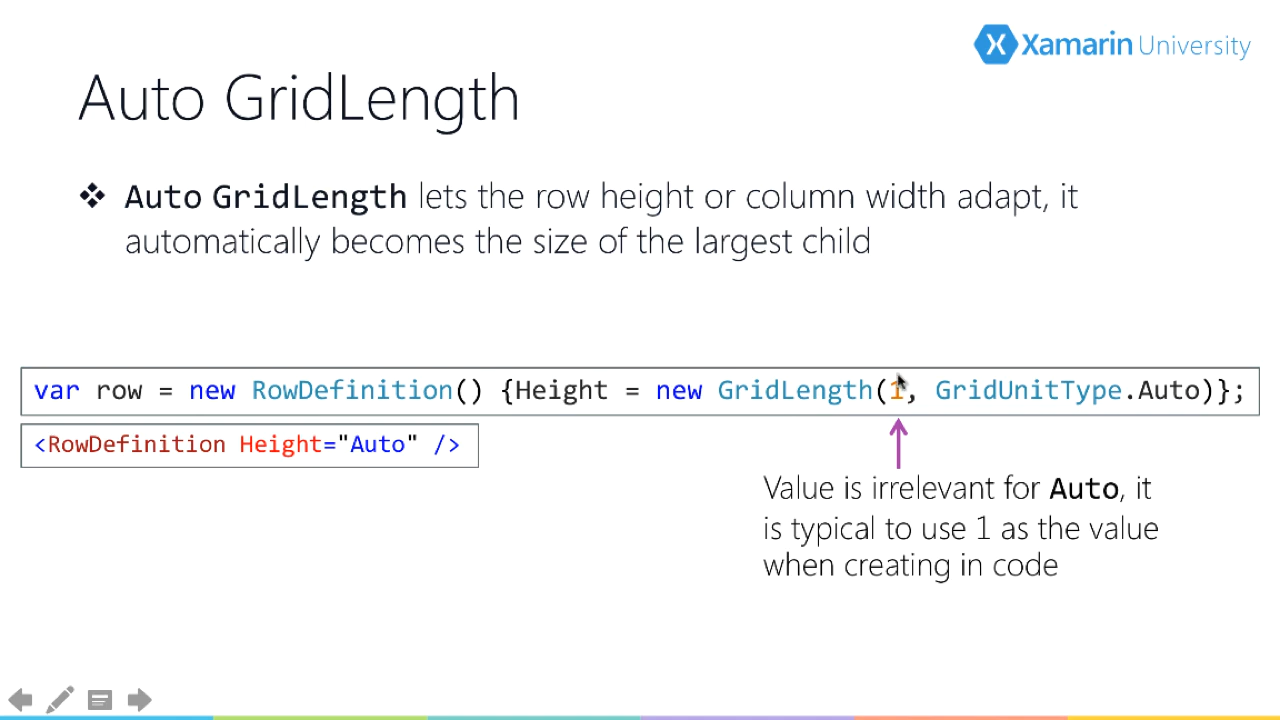 Xamarin University
Auto GridLength
❖ Auto GridLength lets the row height or column width adapt, it
automatically becomes the size of the largest child
var row = new RowDefinition() {Height = new GridLength(1, GridUnitType.Auto)};
<RowDefinition Height="Auto" />
Value is irrelevant for Auto, it
is typical to use 1 as the value
when creating in code